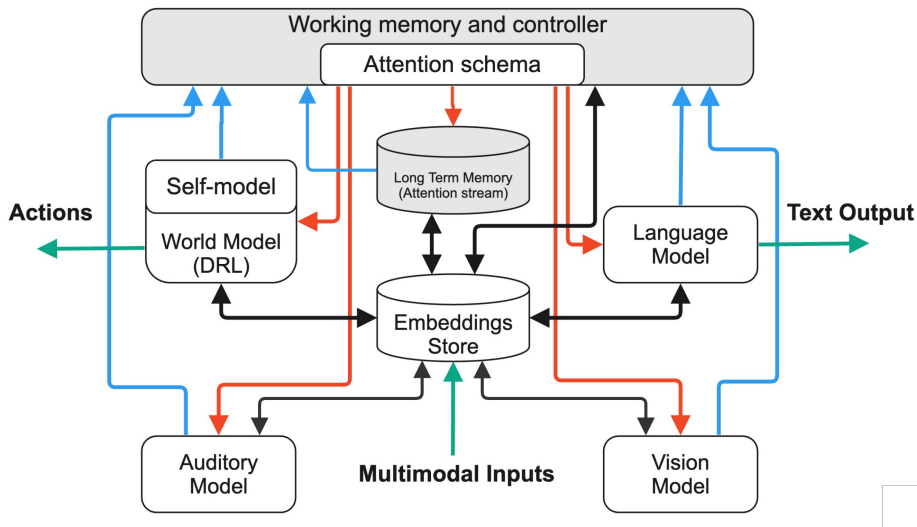 Working memory and controller
Attention schema
Long Term Memory
(Attention stream)
Self-model
World Model
(DRL)
Actions
Language
Model
Text Output
Embeddings
Store
Auditory
Model
Multimodal Inputs
Vision
Model